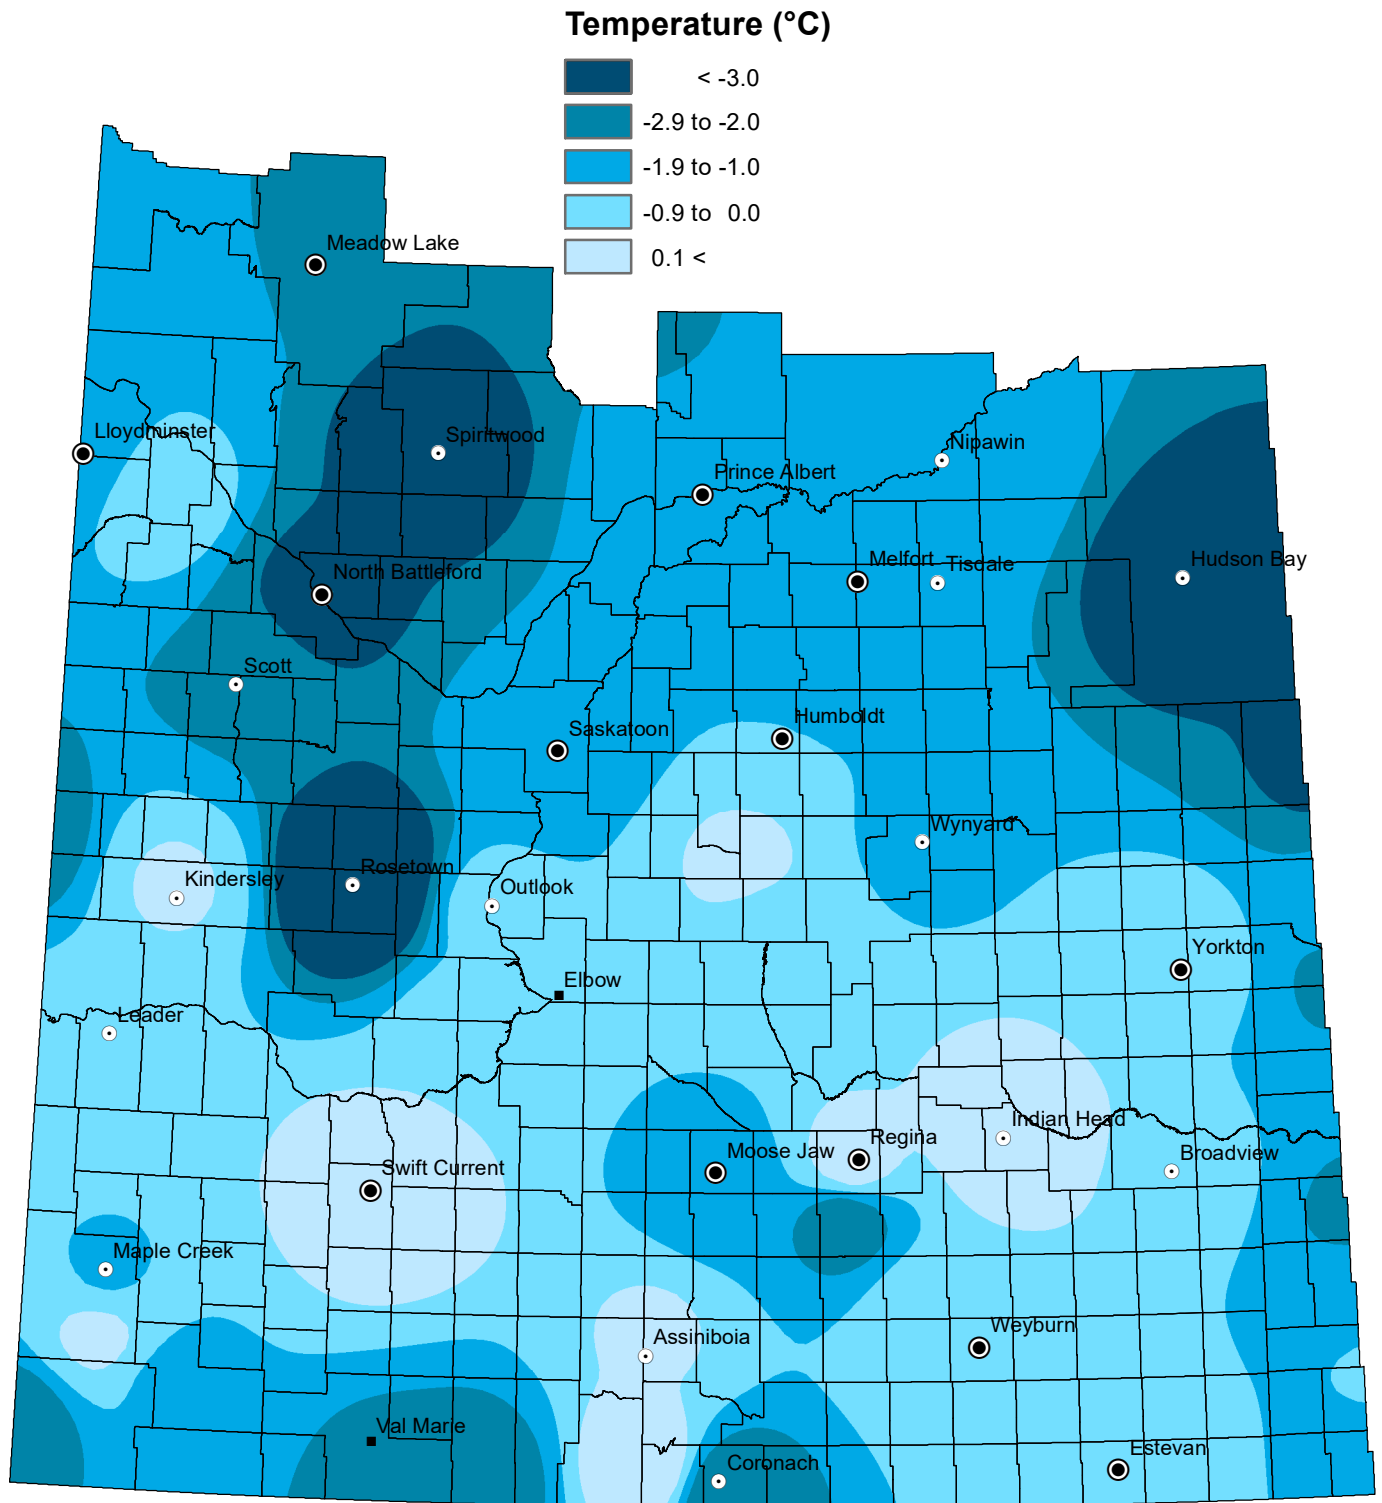 Temperature (°C)
< -3.0
-2.9 to -2.0
-1.9 to -1.0
-0.9 to 0.0
0.1 <
Meadow Lake
Lloydminster
Spiritwood
Nipawin
Prince Albert
Hudson Bay
Melfort
Tisdale
North Battleford
Scott
Humboldt
Saskatoon
Wynyard
Rosetown
Kindersley
Outlook
Yorkton
Elbow
Leader
Indian Head
Regina
Moose Jaw
Broadview
Swift Current
Maple Creek
Weyburn
Assiniboia
Val Marie
Estevan
Coronach